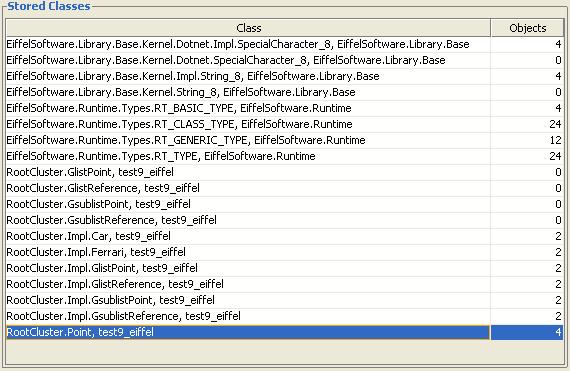 Stored Classes
Class Objects
EiffelSoftware.Library.Base.Kernel.Dotnet.Impl.SpecialCharacter_8, EiffelSoftware.Library.Base 4
EiffelSoftware.Library.Base.Kernel.Dotnet.SpecialCharacter_8, EiffelSoftware.Library.Base 0
EiffelSoftware.Library.Base.Kernel.Impl.String_8, EiffelSoftware.Library.Base 4
EiffelSoftware.Library.Base.Kernel.String_8, EiffelSoftware.Library.Base 0
EiffelSoftware.Runtime.Types.RT_BASIC_TYPE, EiffelSoftware.Runtime 4
EiffelSoftware.Runtime.Types.RT_CLASS_TYPE, EiffelSoftware.Runtime 24
EiffelSoftware.Runtime.Types.RT_GENERIC_TYPE, EiffelSoftware.Runtime 12
EiffelSoftware.Runtime.Types.RT_TYPE, EiffelSoftware.Runtime 24
RootCluster.GlistPoint, test9_eiffel 0
RootCluster.GlistReference, test9_eiffel 0
RootCluster.GsublistPoint, test9_eiffel 0
RootCluster.GsublistReference, test9_eiffel 0
RootCluster.Impl.Car, test9_eiffel 2
RootCluster.Impl.Ferrari, test9_eiffel 2
RootCluster.Impl.GlistPoint, test9_eiffel 2
RootCluster.Impl.GlistReference, test9_eiffel 2
RootCluster.Impl.GsublistPoint, test9_eiffel 2
RootCluster.Impl.GsublistReference, test9_eiffel 2
RootCluster.Point, test9_eiffel 4